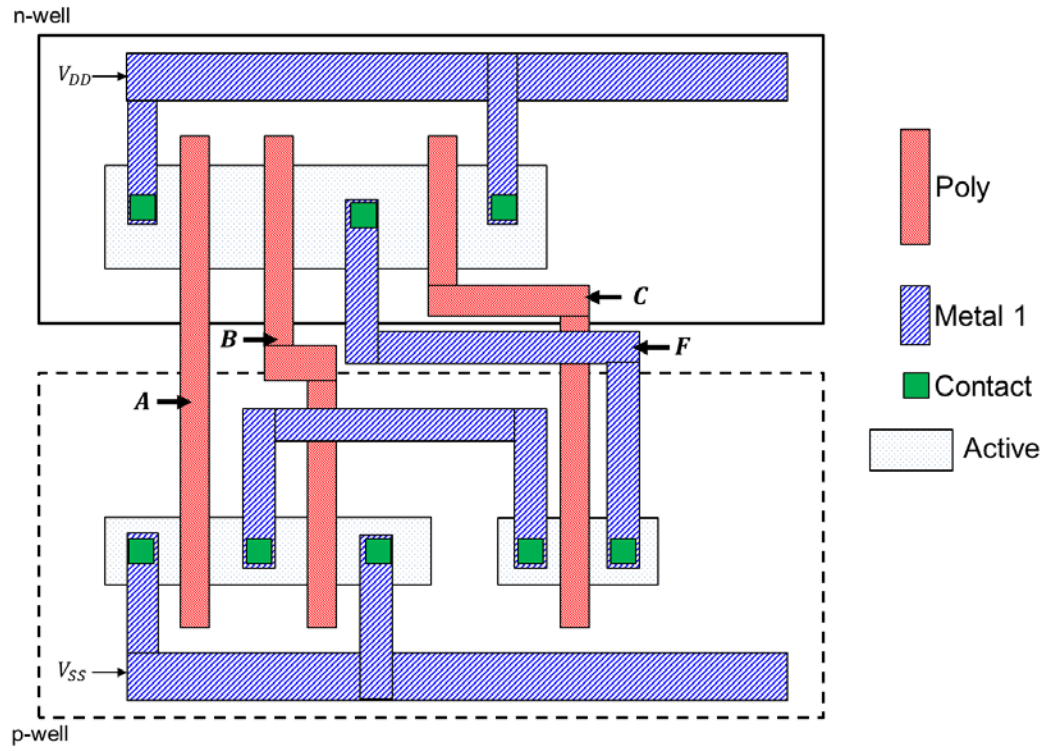 n-well
V_DD
Poly
C
Metal 1
B
F
Contact
A
Active
V_SS
p-well